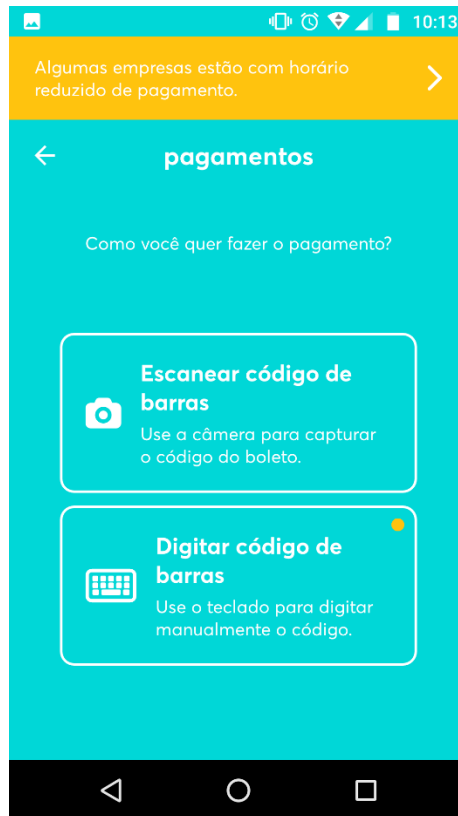 10:13
Algumas empresas estão com horário
reduzido de pagamento.
pagamentos
Como você quer fazer o pagamento?
Escanear código de
barras
Use a câmera para capturar
o código do boleto.
Digitar código de
barras
Use o teclado para digitar
manualmente o código.